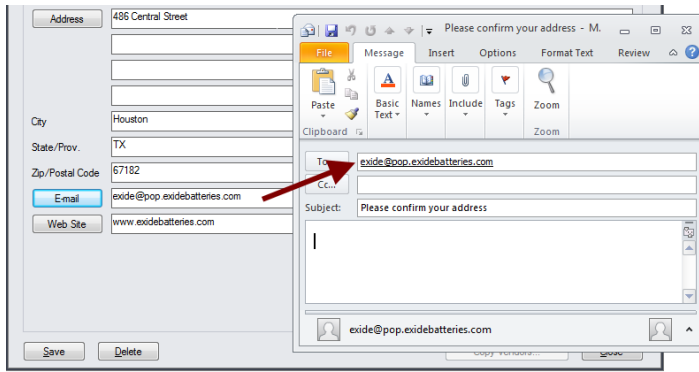 Address
486 Central Street
City
Houston
State/Prov.
TX
Zip/Postal Code
67182
E-mail
exide@pop.exidebatteries.com
Web Site
www.exidebatteries.com
Save
Delete
Copy Vendors...
Close
Please confirm your address - M.
File
Message
Insert
Options
Format Text
Review
Paste
Basic Text
Names
Include
Tags
Zoom
Clipboard
Zoom
To...
exide@pop.exidebatteries.com
Cc...
Subject:
Please confirm your address
exide@pop.exidebatteries.com